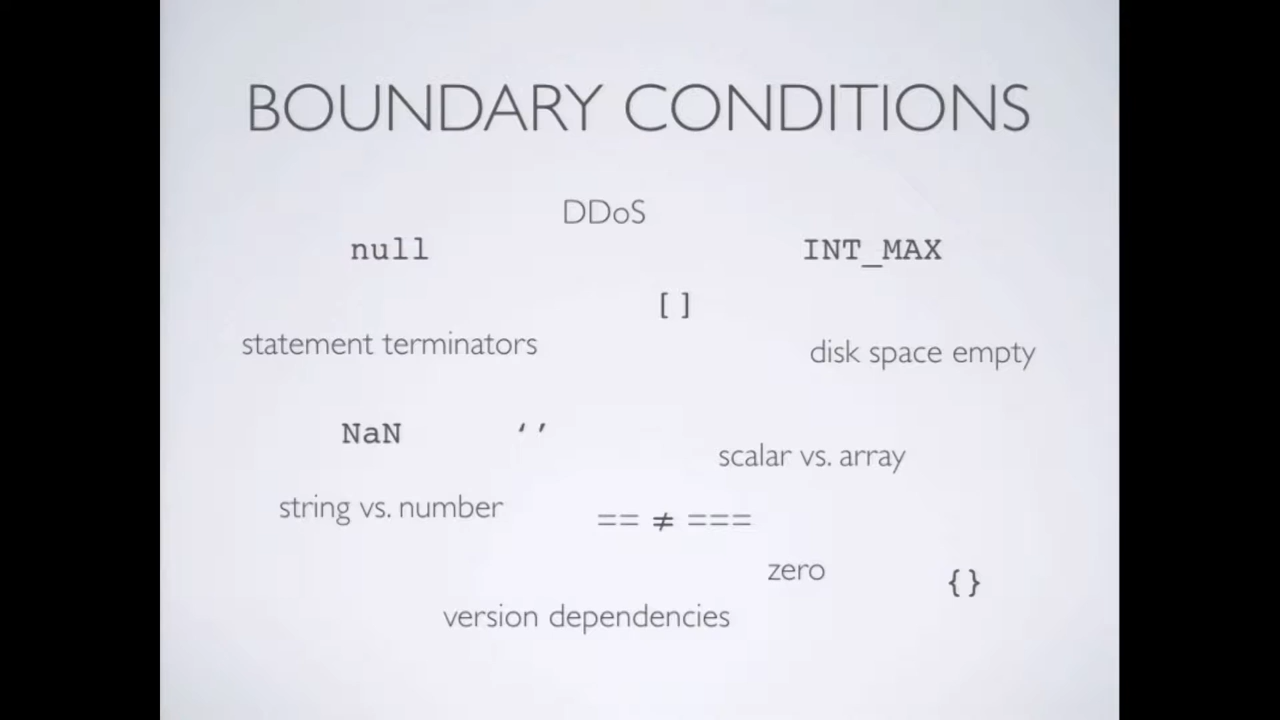 BOUNDARY CONDITIONS
DDoS
null
INT_MAX
[]
statement terminators
disk space empty
NaN
‘’
scalar vs. array
string vs. number
== ≠ ===
zero
{}
version dependencies